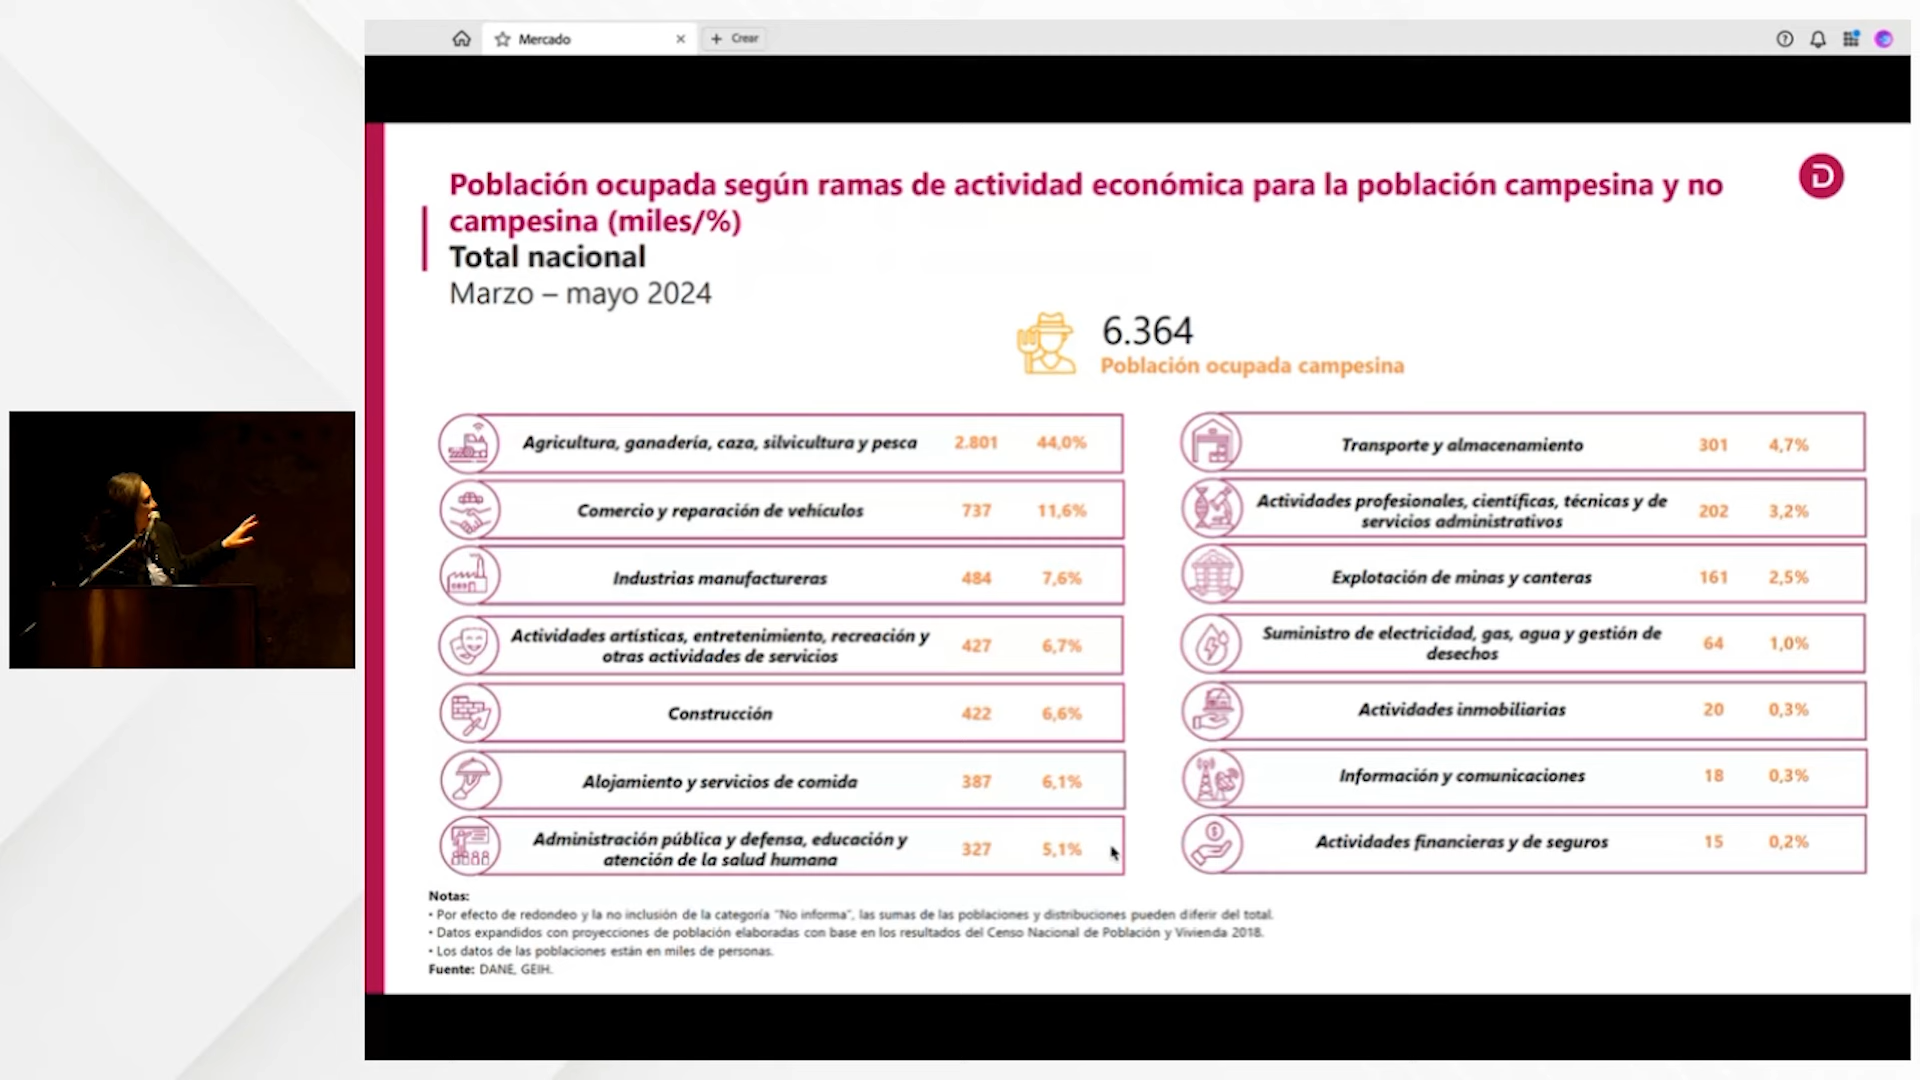 Mercado
Crear
Población ocupada según ramas de actividad económica para la población campesina y no
campesina (miles/%)
Total nacional
Marzo – mayo 2024
6.364
Población ocupada campesina
Agricultura, ganadería, caza, silvicultura y pesca 2.801 44,0%
Comercio y reparación de vehículos 737 11,6%
Industrias manufactureras 484 7,6%
Actividades artísticas, entretenimiento, recreación y
otras actividades de servicios 427 6,7%
Construcción 422 6,6%
Alojamiento y servicios de comida 387 6,1%
Administración pública y defensa, educación y
atención de la salud humana 327 5,1%
Transporte y almacenamiento 301 4,7%
Actividades profesionales, científicas, técnicas y de
servicios administrativos 202 3,2%
Explotación de minas y canteras 161 2,5%
Suministro de electricidad, gas, agua y gestión de
desechos 64 1,0%
Actividades inmobiliarias 20 0,3%
Información y comunicaciones 18 0,3%
Actividades financieras y de seguros 15 0,2%
Notas:
• Por efecto de redondeo y la no inclusión de la categoría "No informa", las sumas de las poblaciones y distribuciones pueden diferir del total.
• Datos expandidos con proyecciones de población elaboradas con base en los resultados del Censo Nacional de Población y Vivienda 2018.
• Los datos de las poblaciones están en miles de personas.
Fuente: DANE, GEIH.